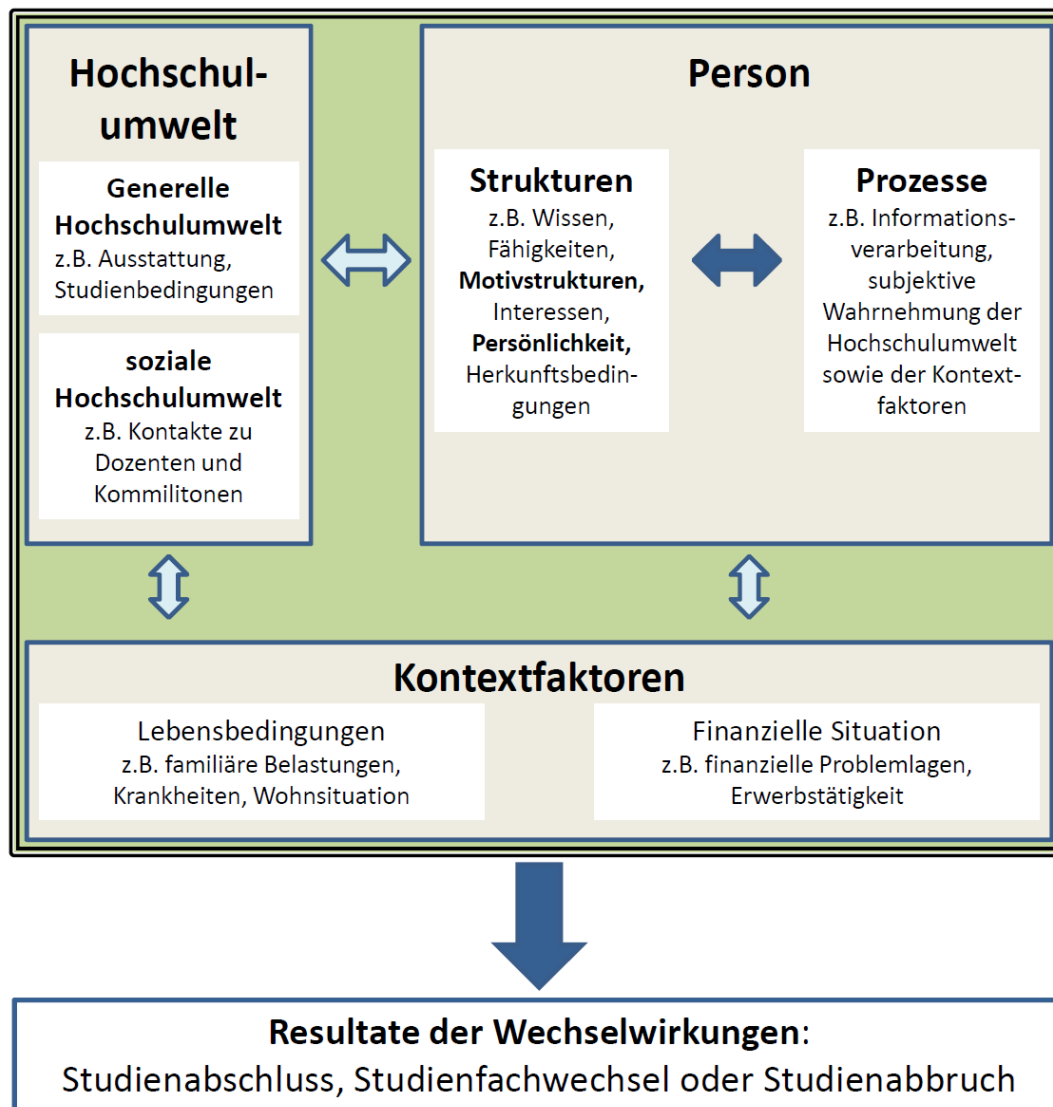 Hochschul-
umwelt
Generelle
Hochschulumwelt
z.B. Ausstattung,
Studienbedingungen
soziale
Hochschulumwelt
z.B. Kontakte zu
Dozenten und
Kommilitonen
Person
Strukturen
z.B. Wissen,
Fähigkeiten,
Motivstrukturen,
Interessen,
Persönlichkeit,
Herkunftsbedin-
gungen
Prozesse
z.B. Informations-
verarbeitung,
subjektive
Wahrnehmung der
Hochschulumwelt
sowie der Kontext-
faktoren
Kontextfaktoren
Lebensbedingungen
z.B. familiäre Belastungen,
Krankheiten, Wohnsituation
Finanzielle Situation
z.B. finanzielle Problemlagen,
Erwerbstätigkeit
Resultate der Wechselwirkungen:
Studienabschluss, Studienfachwechsel oder Studienabbruch